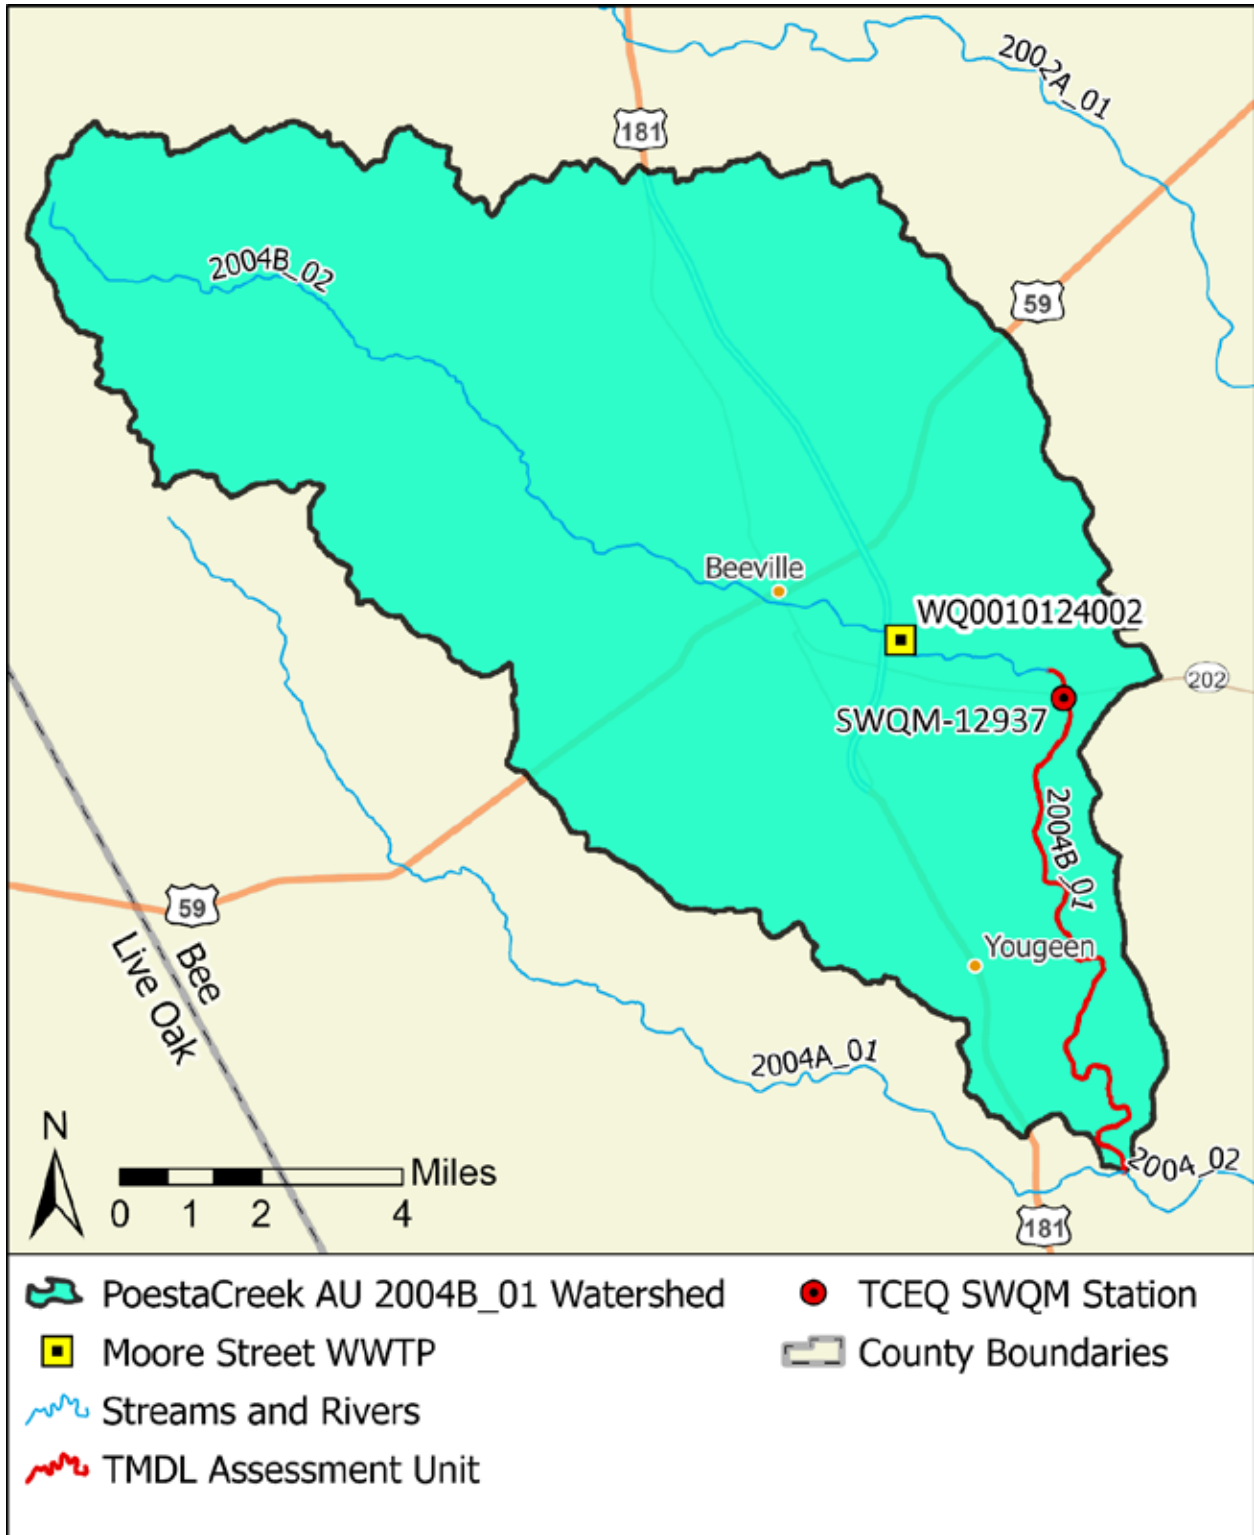 2002A_01
181
59
2004B_02
Beeville
WQ0010124002
202
SWQM-12937
2004B_01
59
Bee
Live Oak
Yougeen
2004A_01
N
Miles
0 1 2 4
2004_02
181
PoestaCreek AU 2004B_01 Watershed
TCEQ SWQM Station
Moore Street WWTP
County Boundaries
Streams and Rivers
TMDL Assessment Unit